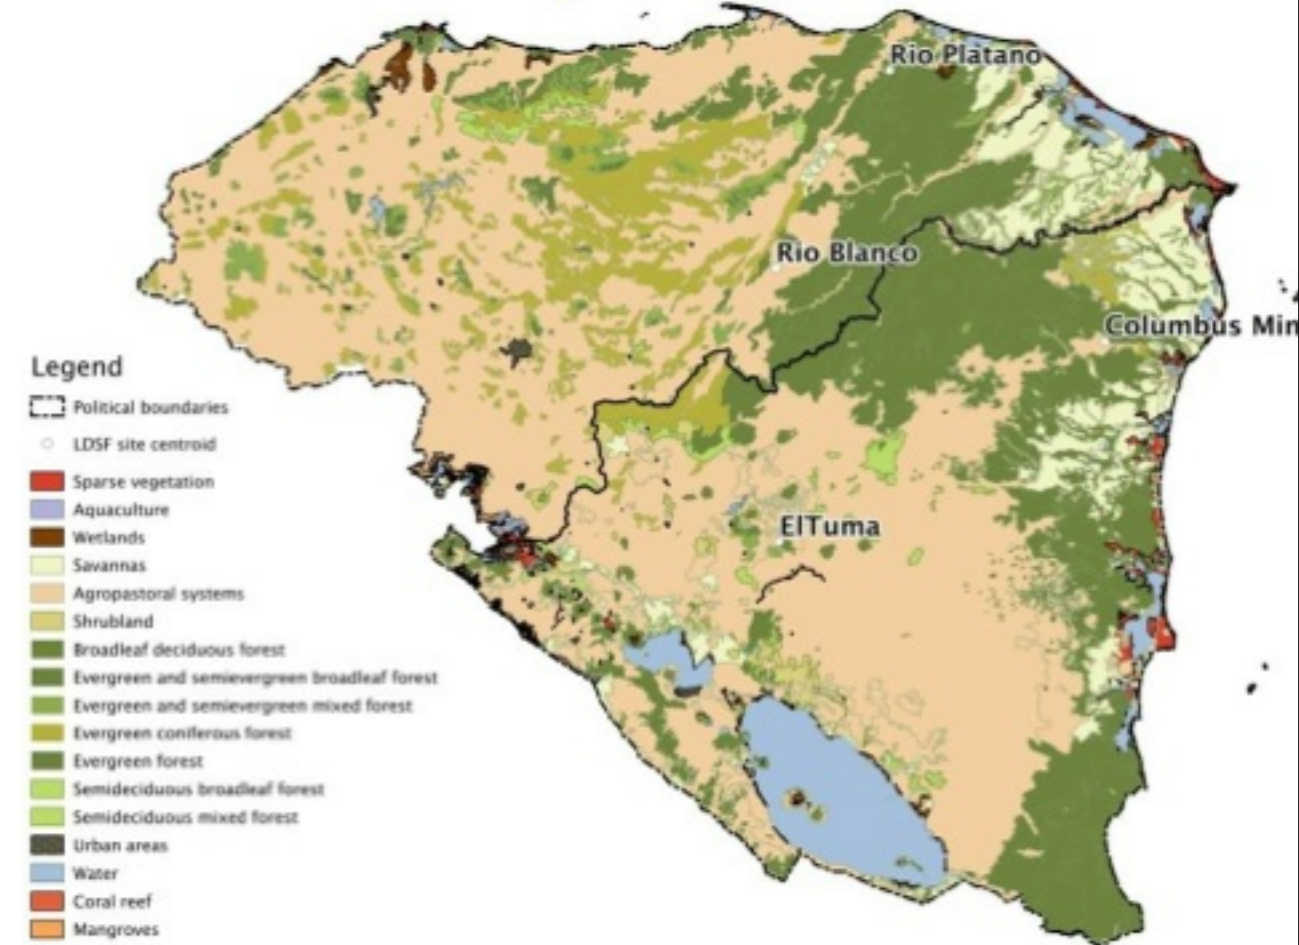 Rio Platano
Rio Blanco
Columbus Min
ElTuma
Legend
Political boundaries
LDSF site centroid
Sparse vegetation
Aquaculture
Wetlands
Savannas
Agropastoral systems
Shrubland
Broadleaf deciduous forest
Evergreen and semievergreen broadleaf forest
Evergreen and semievergreen mixed forest
Evergreen coniferous forest
Evergreen forest
Semideciduous broadleaf forest
Semideciduous mixed forest
Urban areas
Water
Coral reef
Mangroves